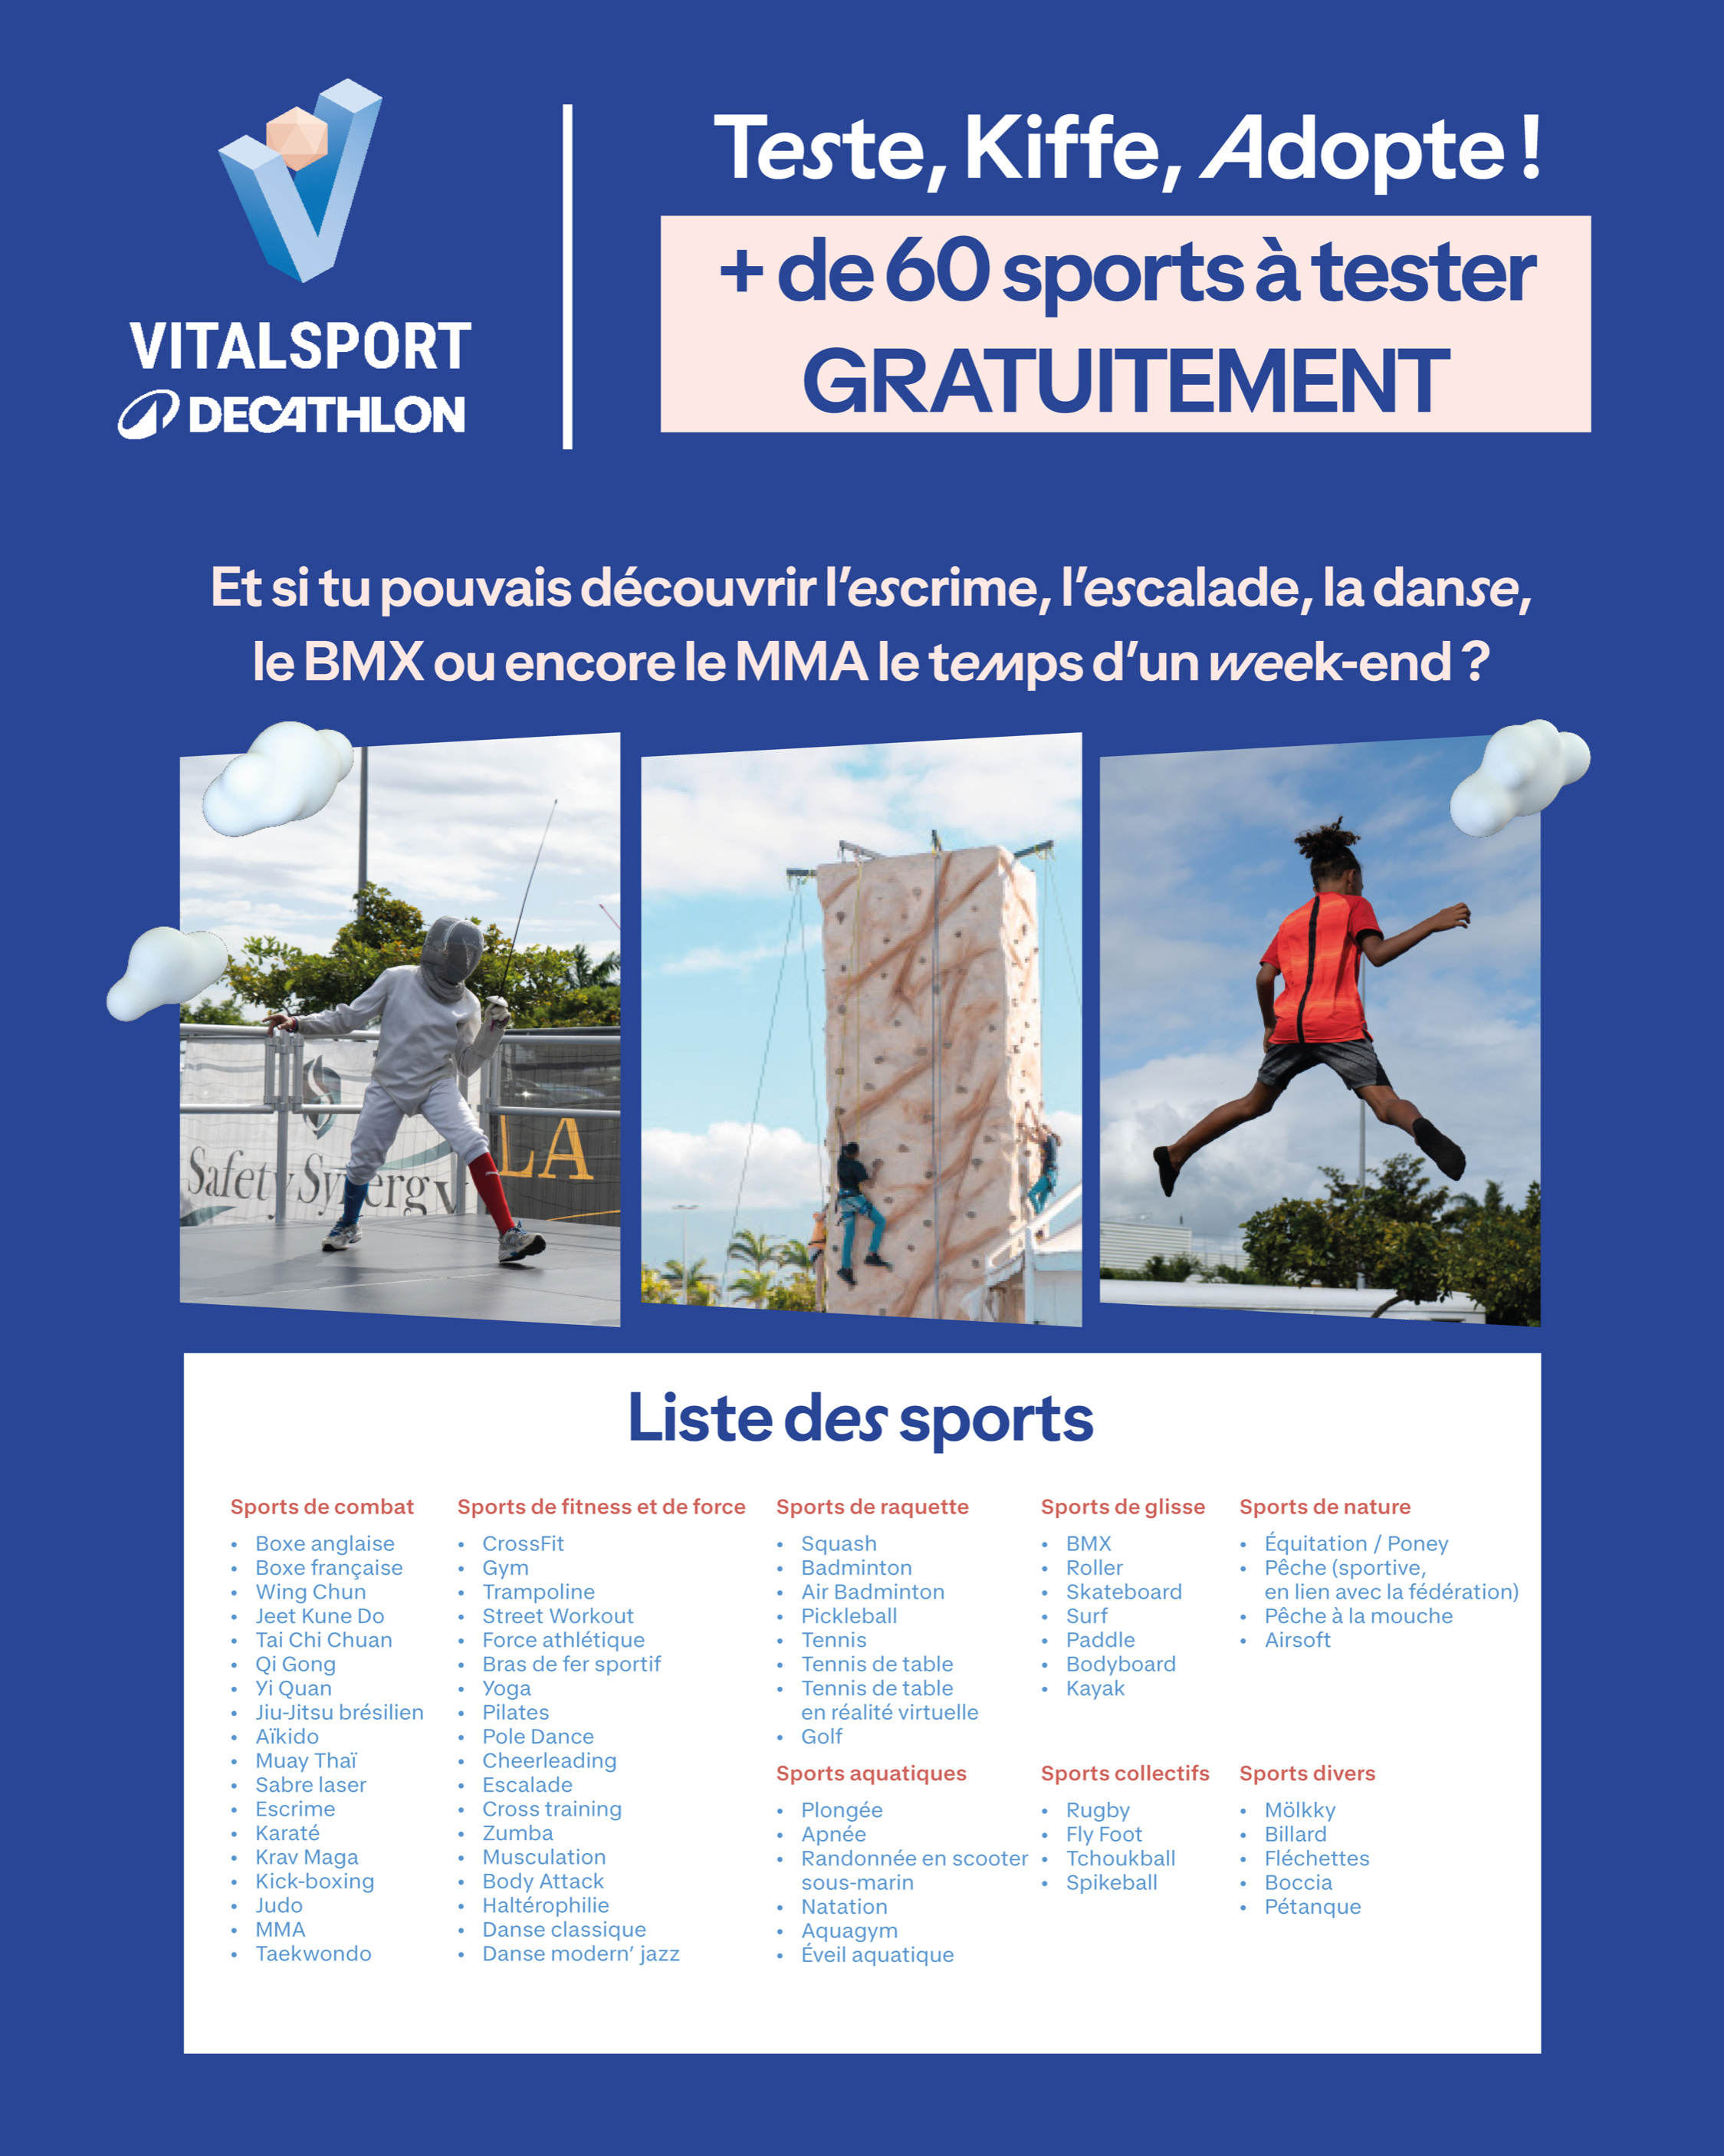 VITALSPORT
DECATHLON
Teste, Kiffe, Adopte !
+ de 60 sports à tester
GRATUITEMENT
Et si tu pouvais découvrir l’escrime, l’escalade, la danse,
le BMX ou encore le MMA le temps d’un week-end ?
Safety Synergy
LA
Liste des sports
Sports de combat
• Boxe anglaise
• Boxe française
• Wing Chun
• Jeet Kune Do
• Tai Chi Chuan
• Qi Gong
• Yi Quan
• Jiu-Jitsu brésilien
• Aïkido
• Muay Thaï
• Sabre laser
• Escrime
• Karaté
• Krav Maga
• Kick-boxing
• Judo
• MMA
• Taekwondo
Sports de fitness et de force
• CrossFit
• Gym
• Trampoline
• Street Workout
• Force athlétique
• Bras de fer sportif
• Yoga
• Pilates
• Pole Dance
• Cheerleading
• Escalade
• Cross training
• Zumba
• Musculation
• Body Attack
• Haltérophilie
• Danse classique
• Danse modern’ jazz
Sports de raquette
• Squash
• Badminton
• Air Badminton
• Pickleball
• Tennis
• Tennis de table
• Tennis de table
en réalité virtuelle
• Golf
Sports aquatiques
• Plongée
• Apnée
• Randonnée en scooter
sous-marin
• Natation
• Aquagym
• Éveil aquatique
Sports de glisse
• BMX
• Roller
• Skateboard
• Surf
• Paddle
• Bodyboard
• Kayak
Sports collectifs
• Rugby
• Fly Foot
• Tchoukball
• Spikeball
Sports de nature
• Équitation / Poney
• Pêche (sportive,
en lien avec la fédération)
• Pêche à la mouche
• Airsoft
Sports divers
• Mölkky
• Billard
• Fléchettes
• Boccia
• Pétanque